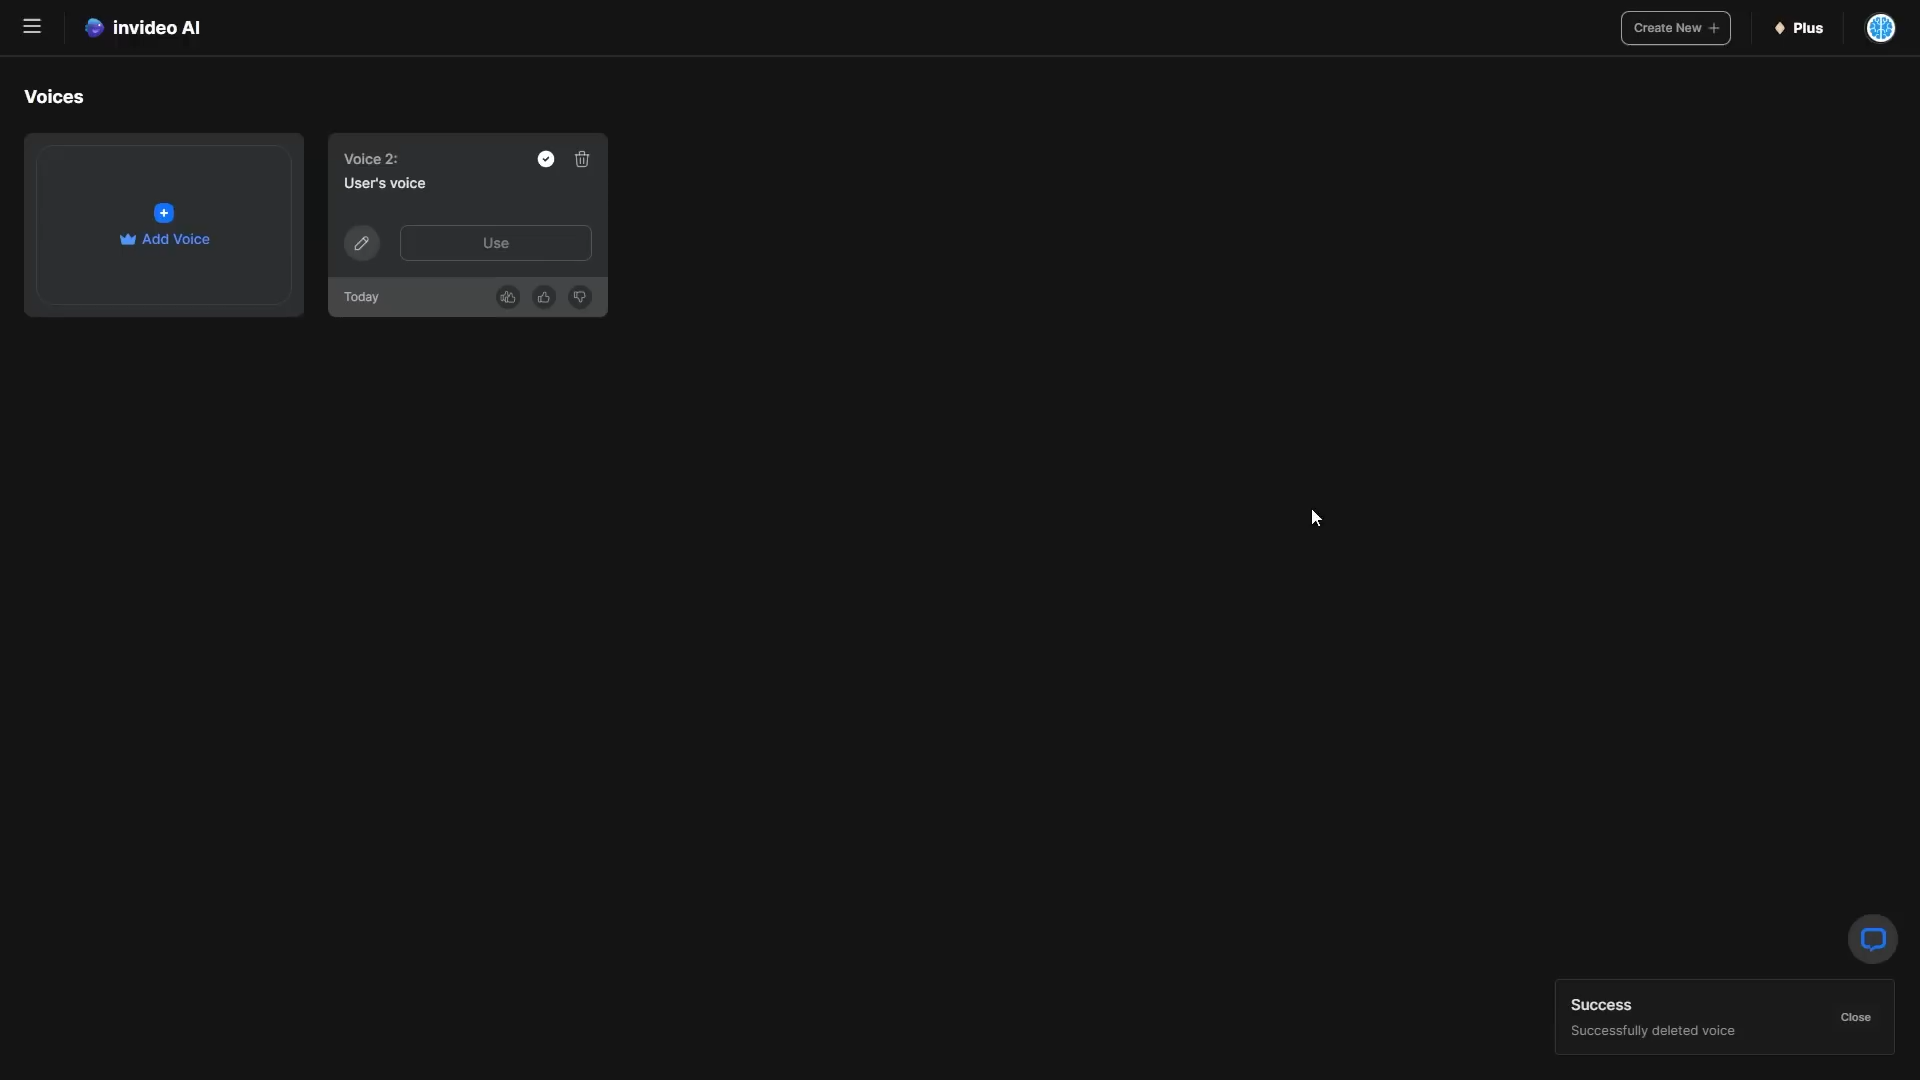 invideo AI
Create New
Plus
Voices
Add Voice
Voice 2:
User's voice
Use
Today
Success
Successfully deleted voice
Close